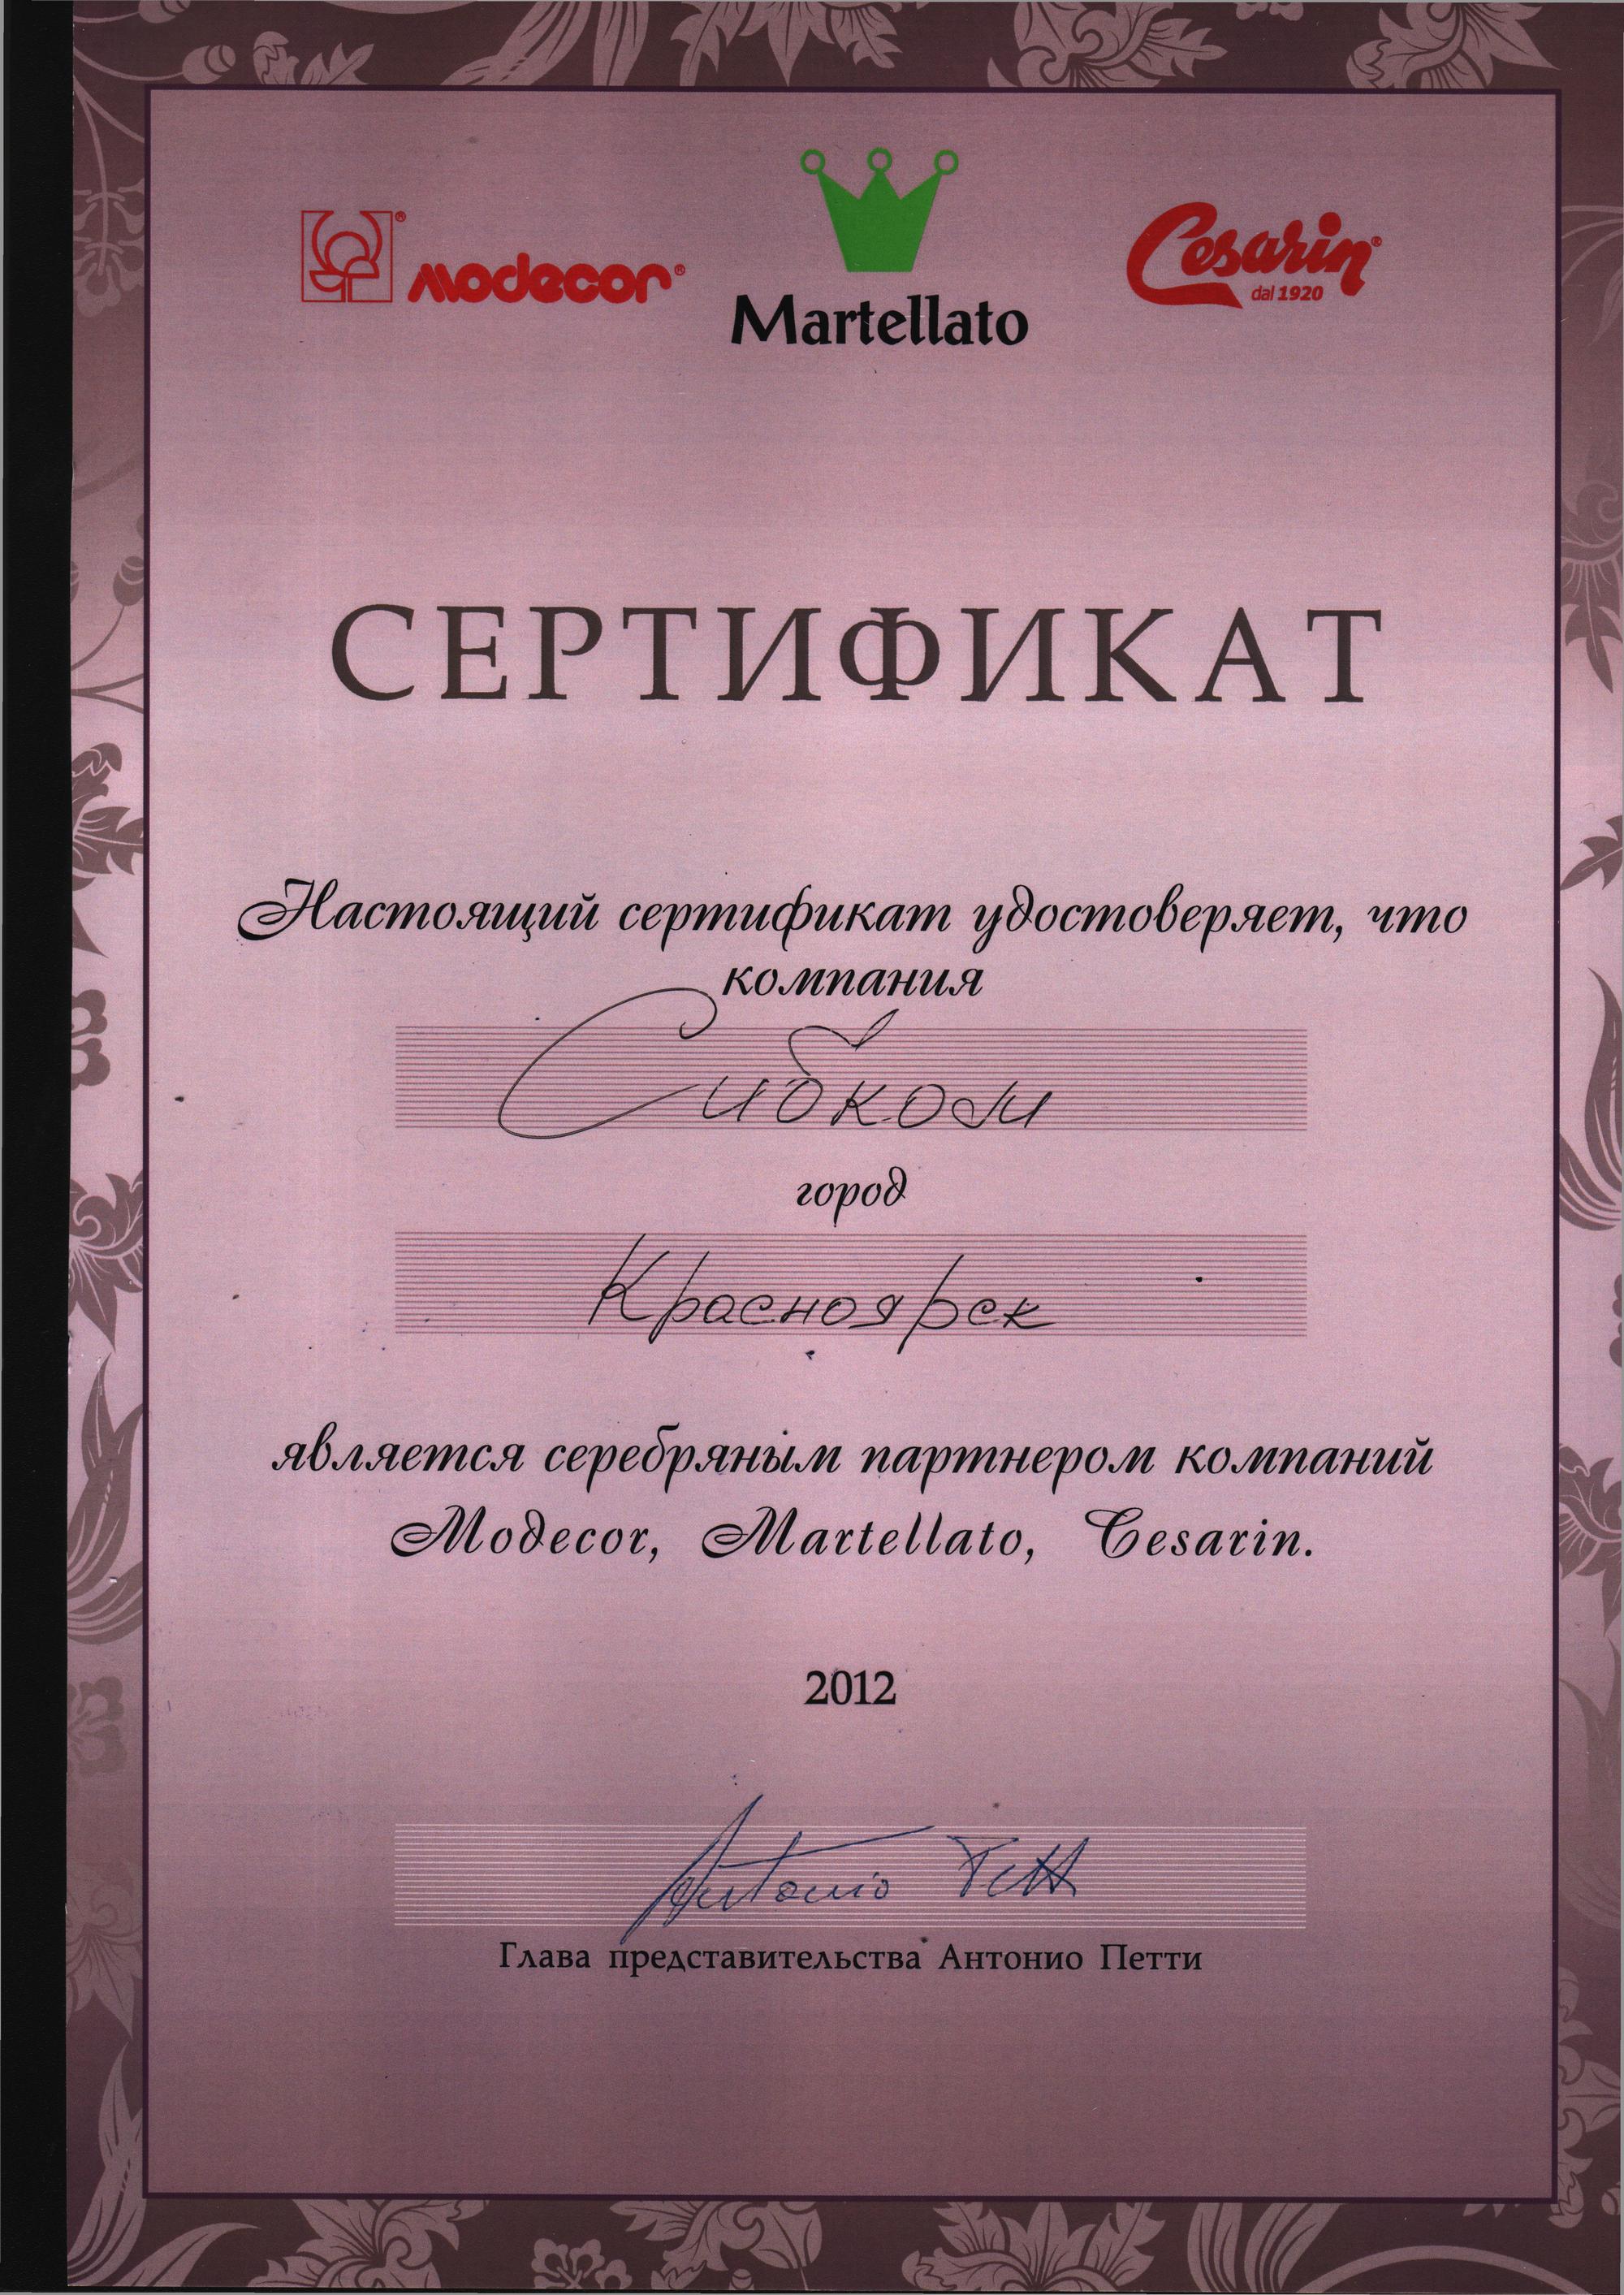 Modecor®
Martellato
Cesarin®
dal 1920
СЕРТИФИКАТ
Настоящий сертификат удостоверяет, что
компания
Сибком
город
Красноярск
является серебряным партнером компаний
Modecor, Martellato, Cesarin.
2012
Antonio Petti
Глава представительства Антонио Петти